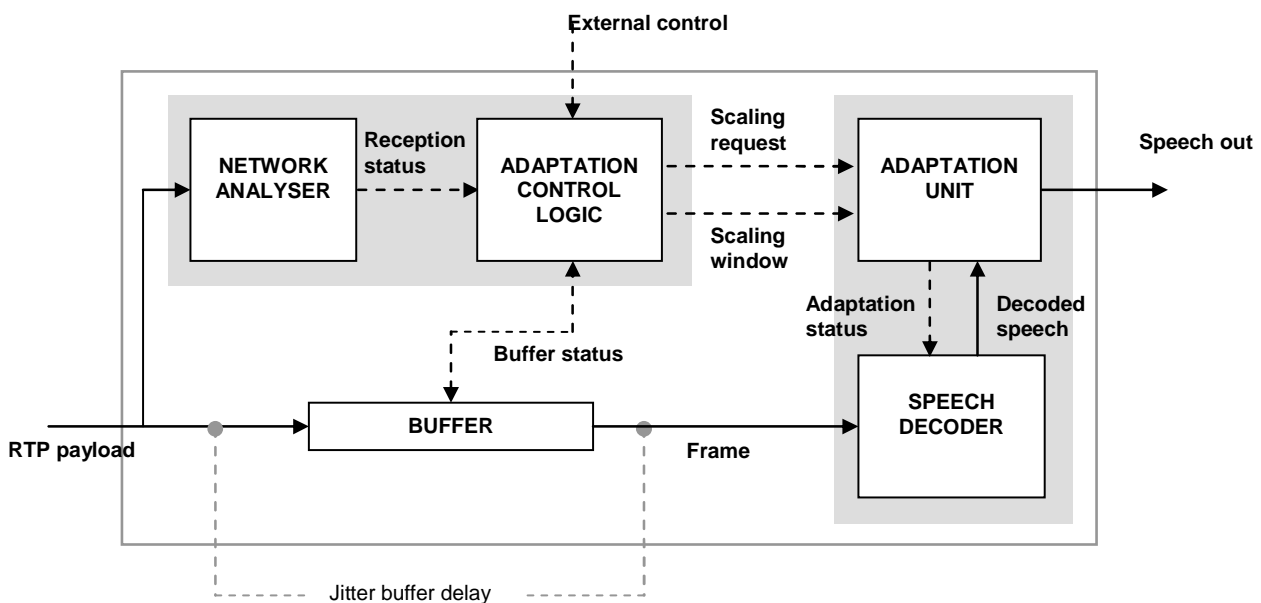 External control
NETWORK
ANALYSER
Reception
status
ADAPTATION
CONTROL
LOGIC
Scaling
request
Scaling
window
ADAPTATION
UNIT
Speech out
Adaptation
status
Decoded
speech
Buffer status
RTP payload
BUFFER
Frame
SPEECH
DECODER
Jitter buffer delay